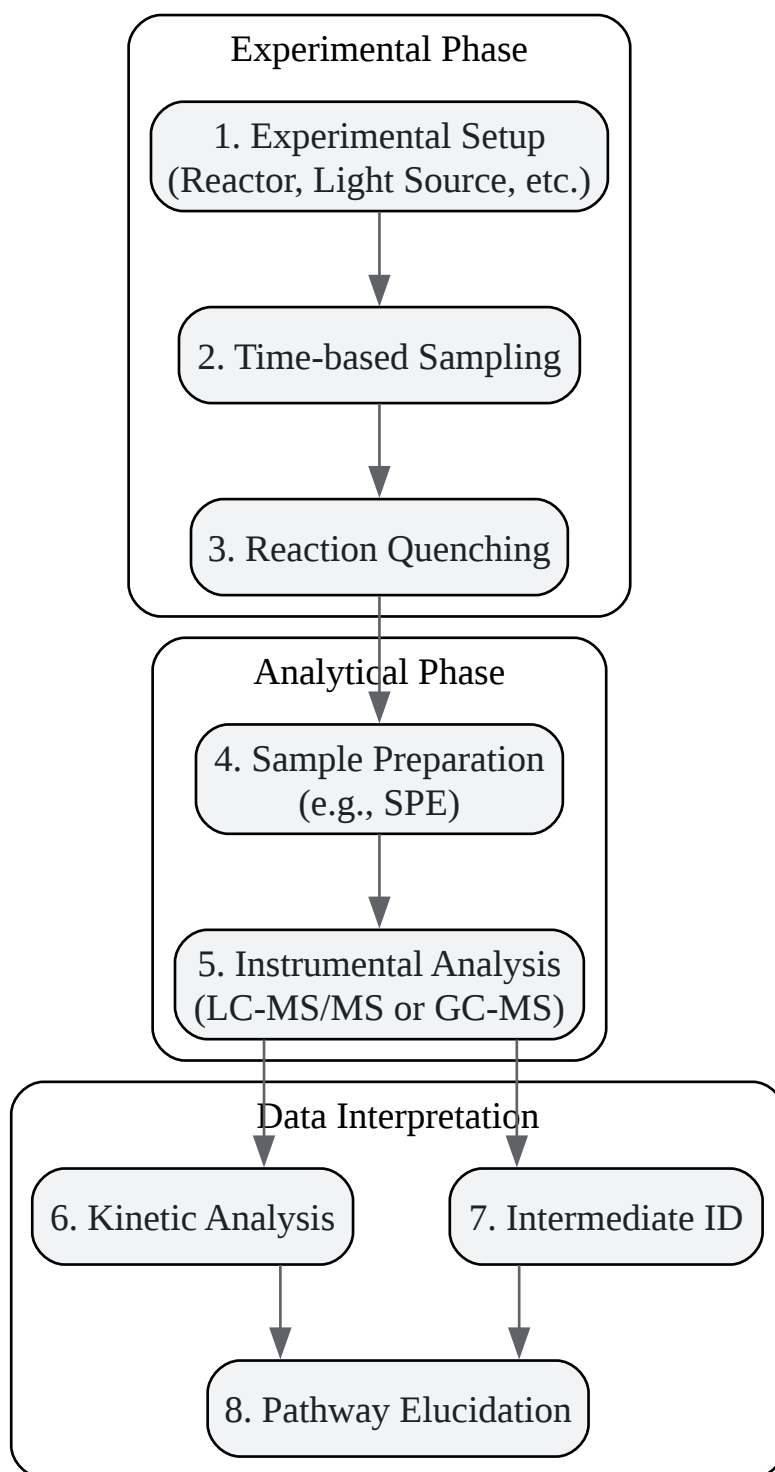 Experimental Phase
1. Experimental Setup
(Reactor, Light Source, etc.)
2. Time-based Sampling
3. Reaction Quenching
Analytical Phase
4. Sample Preparation
(e.g., SPE)
5. Instrumental Analysis
(LC-MS/MS or GC-MS)
Data Interpretation
6. Kinetic Analysis
7. Intermediate ID
8. Pathway Elucidation